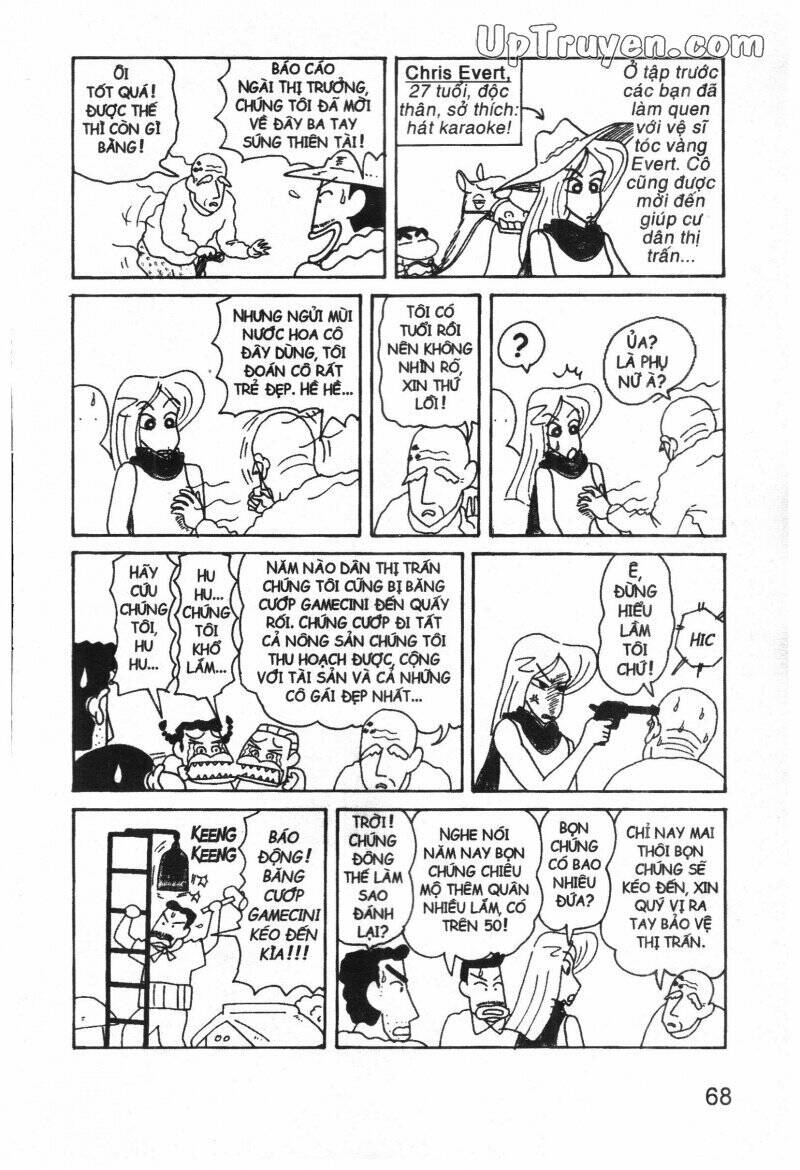 UpTruyen.com
Ở tập trước
các bạn đã
làm quen
với vệ sĩ
tóc vàng
Evert. Cô
cũng được
mời đến
giúp cư
dân thị
trấn...
Chris Evert,
27 tuổi, độc
thân, sở thích:
hát karaoke!
BÁO CÁO
NGÀI THỊ TRƯỞNG,
CHÚNG TÔI ĐÃ MỜI
VỀ ĐÂY BA TAY
SÚNG THIÊN TÀI!
ÔI
TỐT QUÁ!
ĐƯỢC THẾ
THÌ CÒN GÌ
BẰNG!
ỦA?
LÀ PHỤ
NỮ À?
?
TÔI CÓ
TUỔI RỒI
NÊN KHÔNG
NHÌN RÕ,
XIN THỨ
LỖI!
NHƯNG NGỬI MÙI
NƯỚC HOA CÔ
ĐÂY DÙNG, TÔI
ĐOÁN CÔ RẤT
TRẺ ĐẸP. HỀ HỀ...
HIC
Ê,
ĐỪNG
HIỂU
LẦM
TÔI
CHỨ!
NĂM NÀO DÂN THỊ TRẤN
CHÚNG TÔI CŨNG BỊ BĂNG
CƯỚP GAMECINI ĐẾN QUẤY
RỐI. CHÚNG CƯỚP ĐI TẤT
CẢ NÔNG SẢN CHÚNG TÔI
THU HOẠCH ĐƯỢC, CỘNG
VỚI TÀI SẢN VÀ CẢ NHỮNG
CÔ GÁI ĐẸP NHẤT...
HU
HU...
CHÚNG
TÔI
KHỔ
LẮM...
HÃY
CỨU
CHÚNG
TÔI,
HU
HU...
CHỈ NAY MAI
THÔI BỌN
CHÚNG SẼ
KÉO ĐẾN, XIN
QUÝ VỊ RA
TAY BẢO VỆ
THỊ TRẤN.
BỌN
CHÚNG
CÓ BAO
NHIÊU
ĐỨA?
NGHE NÓI
NĂM NAY BỌN
CHÚNG CHIÊU
MỘ THÊM QUÂN
NHIỀU LẮM, CÓ
TRÊN 50!
TRỜI!
CHÚNG
ĐÔNG
THẾ LÀM
SAO
ĐÁNH
LẠI?
BÁO
ĐỘNG!
BĂNG
CƯỚP
GAMECINI
KÉO ĐẾN
KÌA!!!
KEENG
KEENG
68